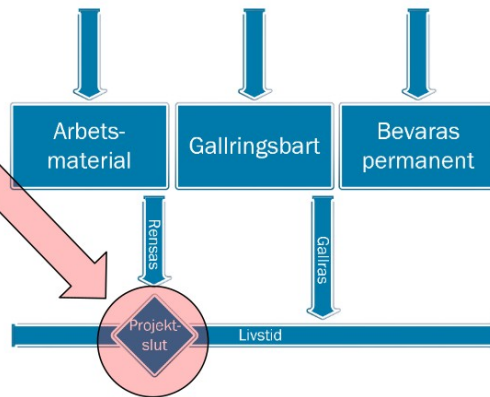 Arbets-
material
Gallringsbart
Bevaras
permanent
Rensas
Gallras
Projekt-
slut
Livstid